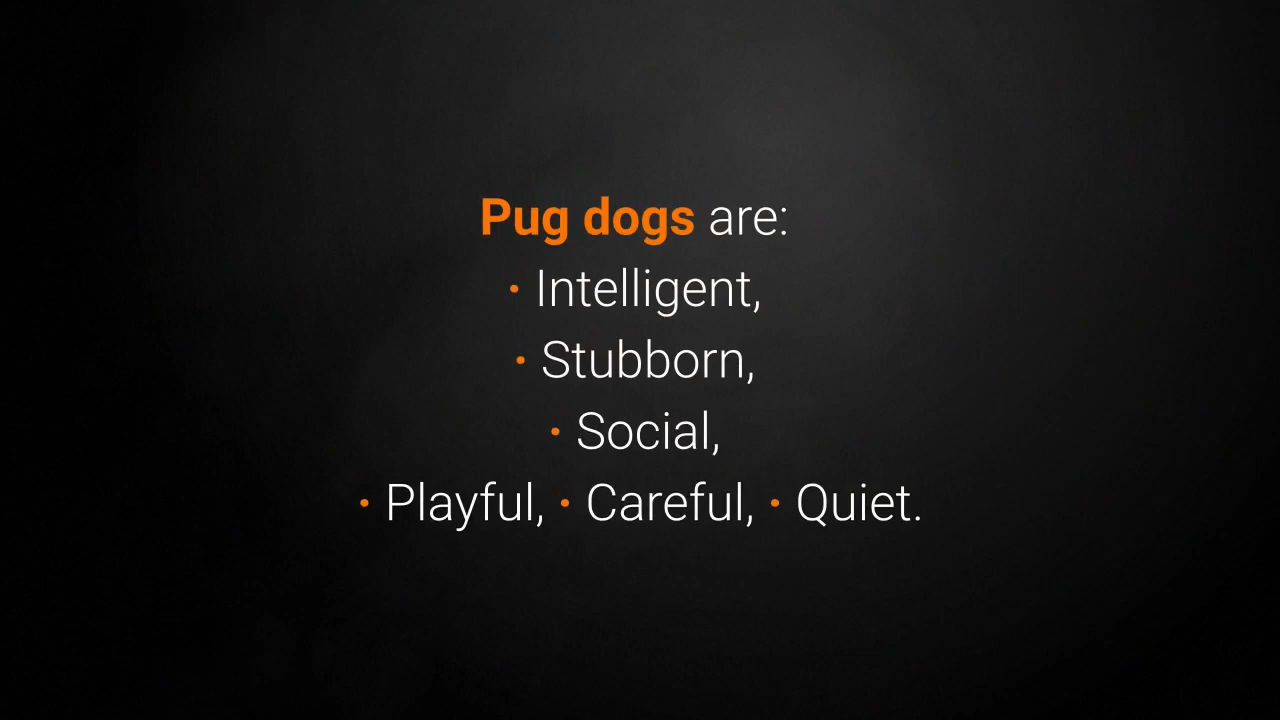 Pug dogs are:
• Intelligent,
• Stubborn,
• Social,
• Playful, • Careful, • Quiet.